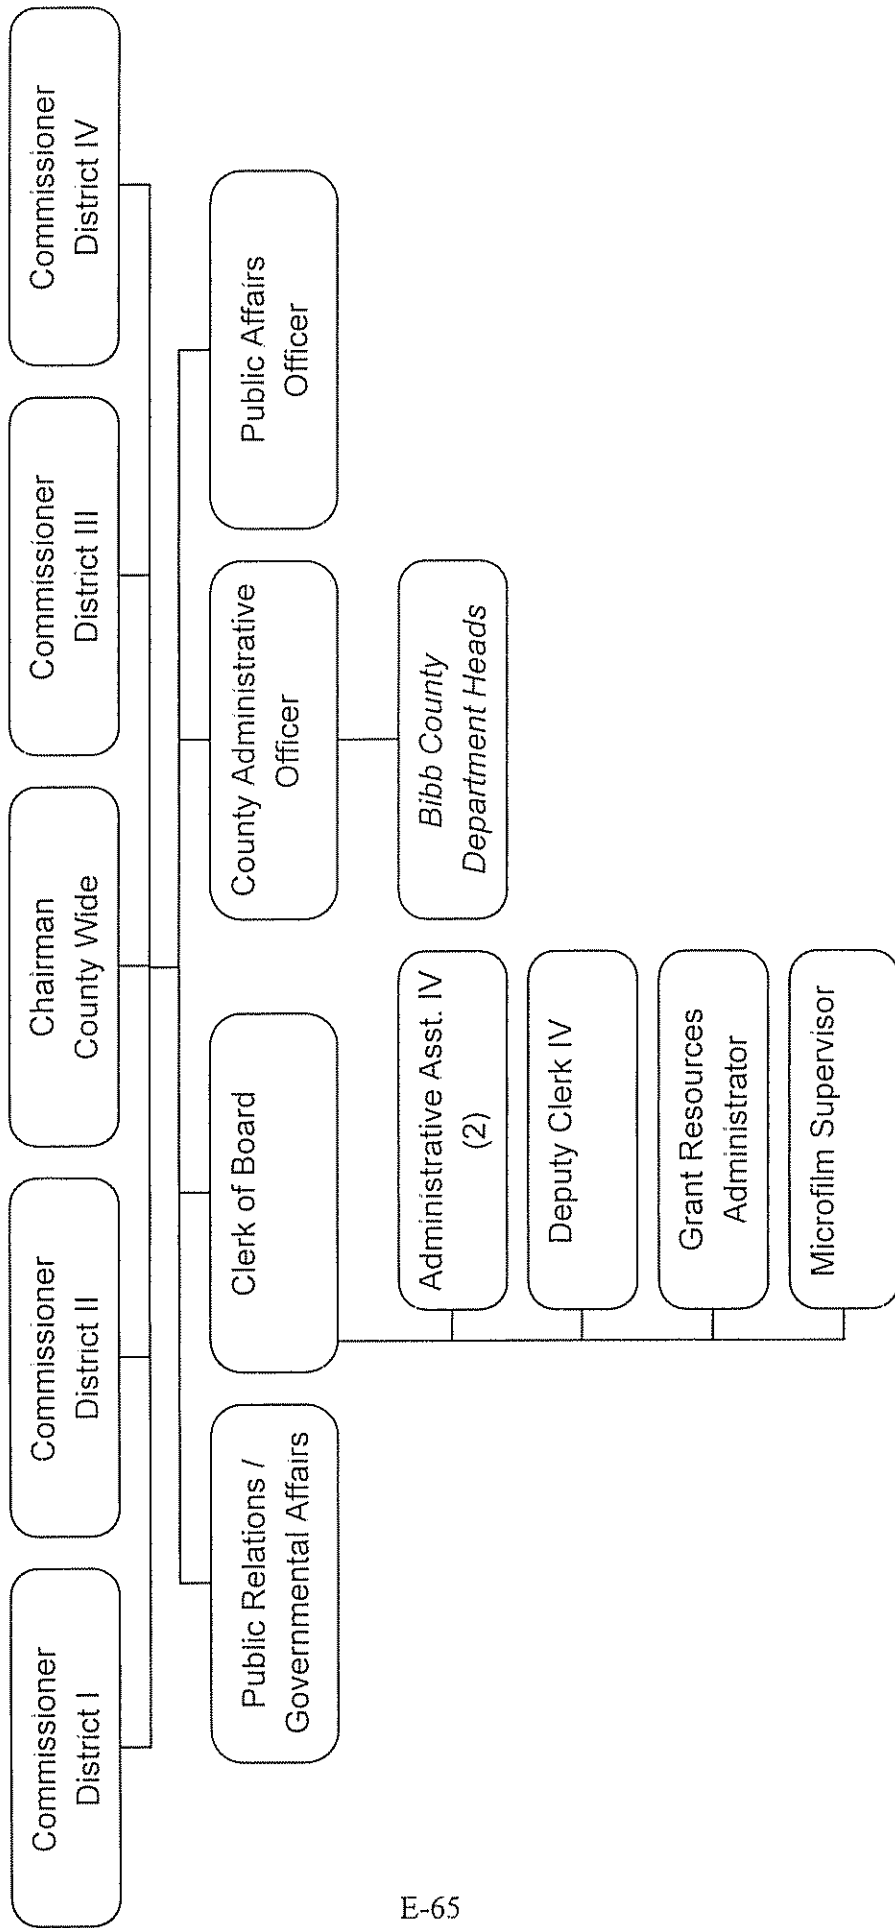 Commissioner
District I
Commissioner
District II
Chairman
County Wide
Commissioner
District III
Commissioner
District IV
Public Relations /
Governmental Affairs
Clerk of Board
County Administrative
Officer
Public Affairs
Officer
Administrative Asst. IV
(2)
Deputy Clerk IV
Grant Resources
Administrator
Microfilm Supervisor
Bibb County
Department Heads
E-65